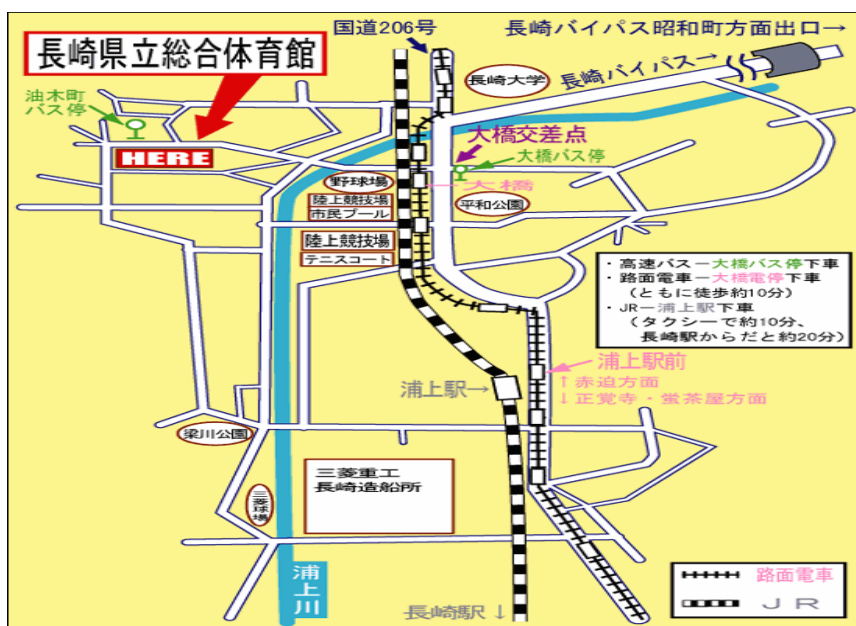 国道206号
長崎バイパス昭和町方面出口→
長崎県立総合体育館
長崎大学
長崎バイパス→
油木町
バス停
大橋交差点
大橋バス停
HERE
野球場
大橋
陸上競技場
市民プール
平和公園
陸上競技場
テニスコート
・高速バス－大橋バス停下車
・路面電車－大橋電停下車
(ともに徒歩約10分)
・JR－浦上駅下車
(タクシーで約10分、
長崎駅からだと約20分)
浦上駅前
浦上駅→
↑赤迫方面
↓正覚寺・蛍茶屋方面
梁川公園
三菱重工
長崎造船所
三菱球場
浦上川
路面電車
JR
長崎駅↓